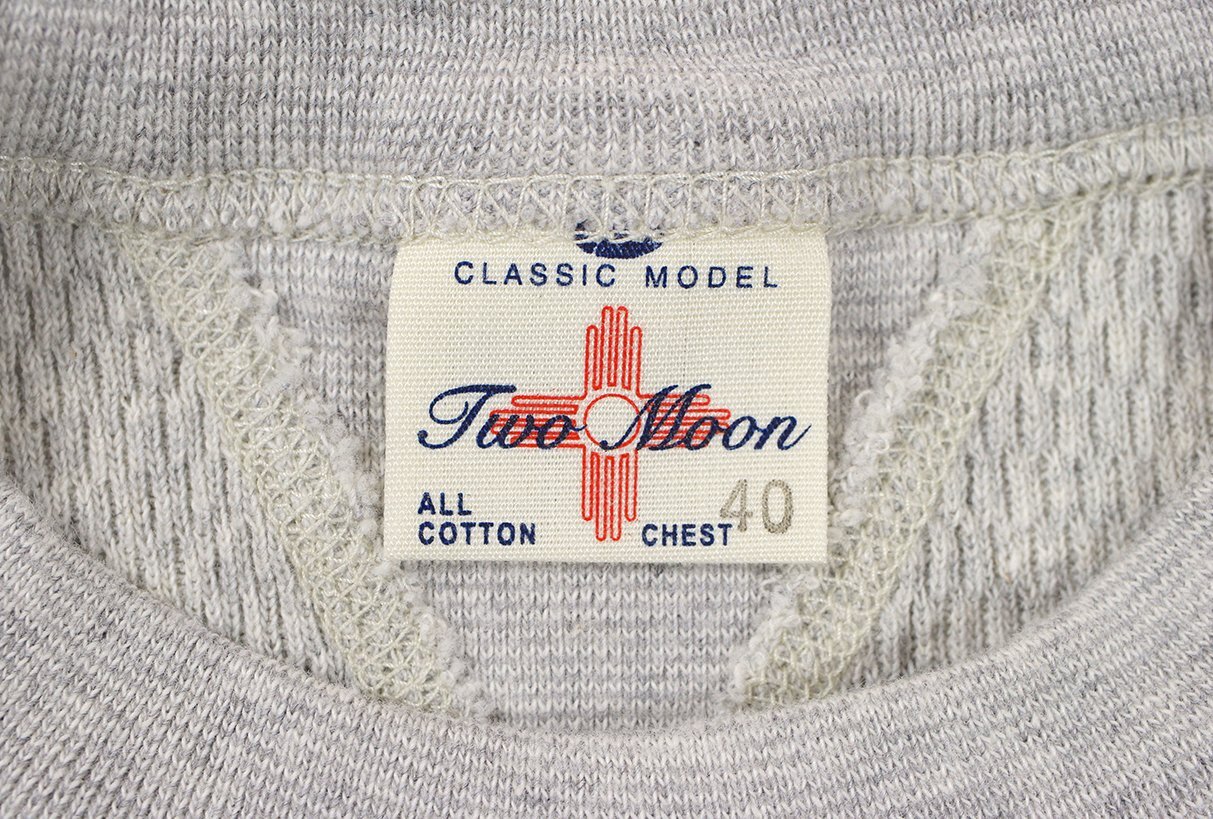 CLASSIC MODEL
Two Moon
ALL
COTTON
CHEST 40